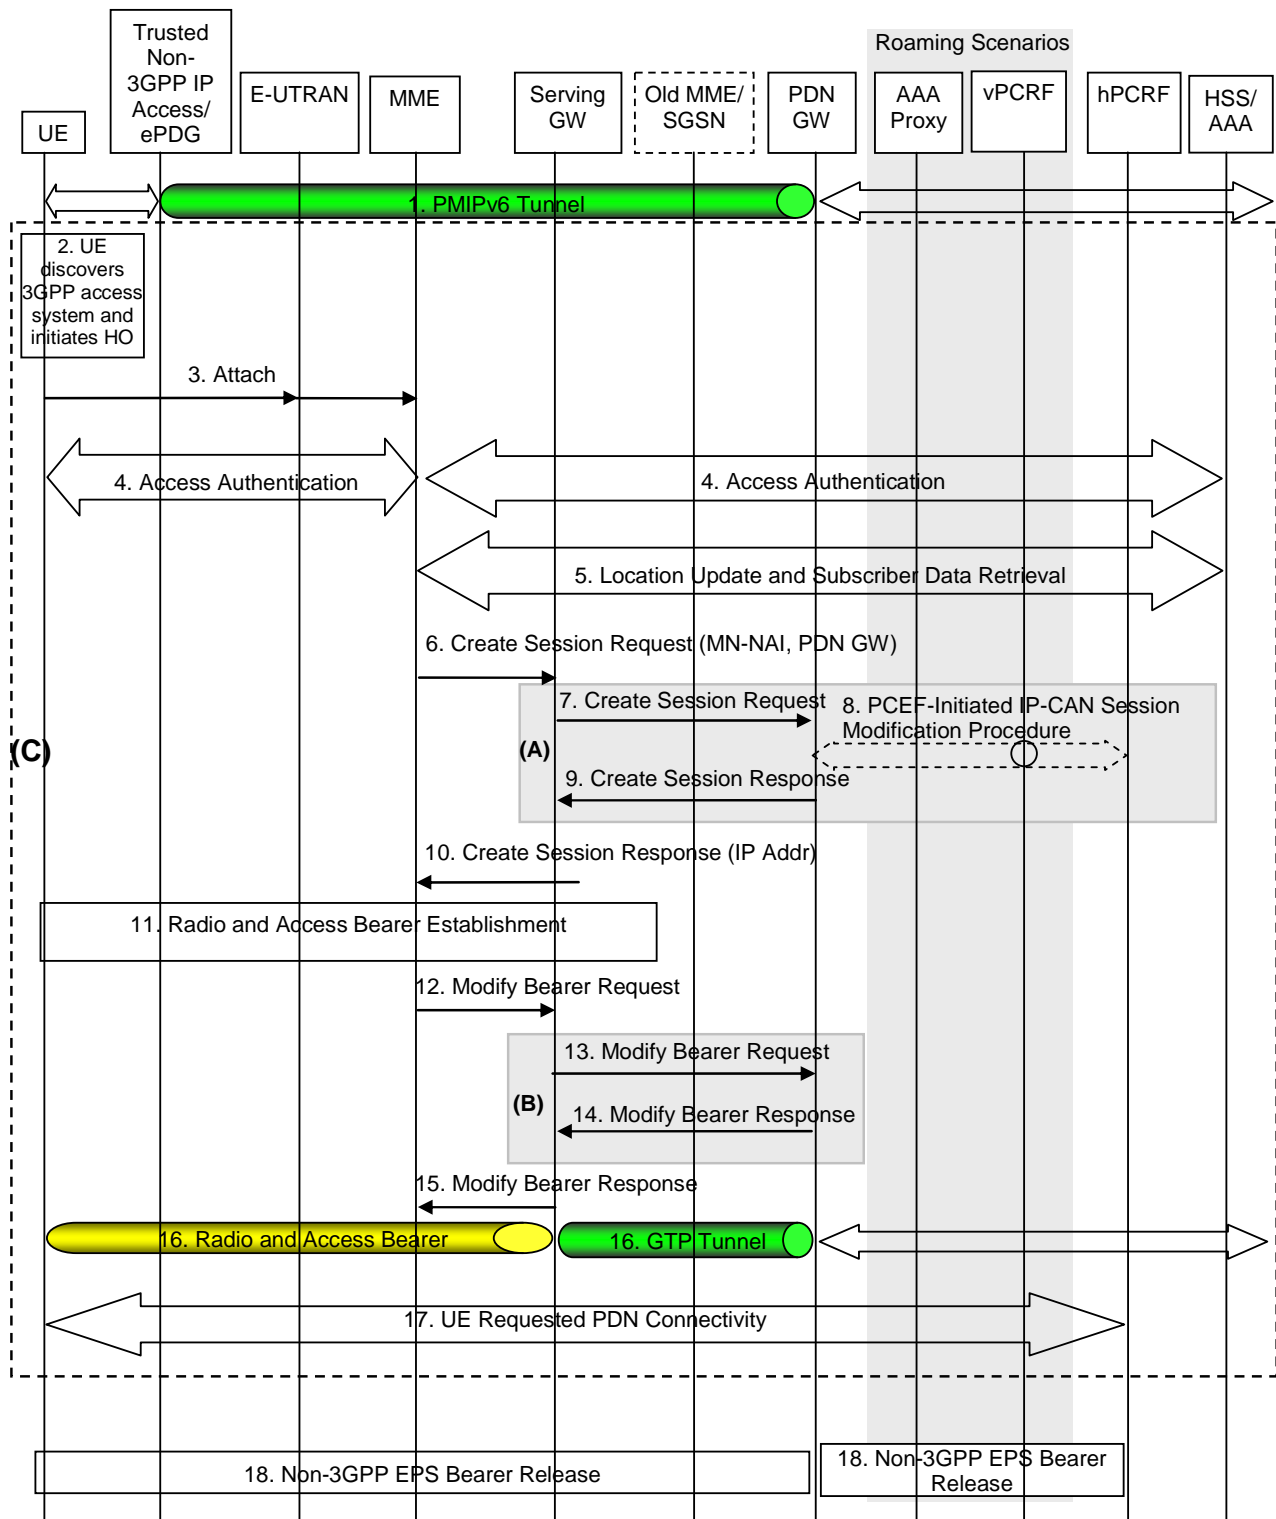 Roaming Scenarios
UE
Trusted
Non-
3GPP IP
Access/
ePDG
E-UTRAN
MME
Serving
GW
Old MME/
SGSN
PDN
GW
AAA
Proxy
vPCRF
hPCRF
HSS/
AAA
1. PMIPv6 Tunnel
2. UE
discovers
3GPP access
system and
initiates HO
3. Attach
4. Access Authentication
4. Access Authentication
5. Location Update and Subscriber Data Retrieval
6. Create Session Request (MN-NAI, PDN GW)
7. Create Session Request
8. PCEF-Initiated IP-CAN Session
Modification Procedure
(C)
(A)
9. Create Session Response
10. Create Session Response (IP Addr)
11. Radio and Access Bearer Establishment
12. Modify Bearer Request
13. Modify Bearer Request
(B)
14. Modify Bearer Response
15. Modify Bearer Response
16. Radio and Access Bearer
16. GTP Tunnel
17. UE Requested PDN Connectivity
18. Non-3GPP EPS Bearer Release
18. Non-3GPP EPS Bearer
Release